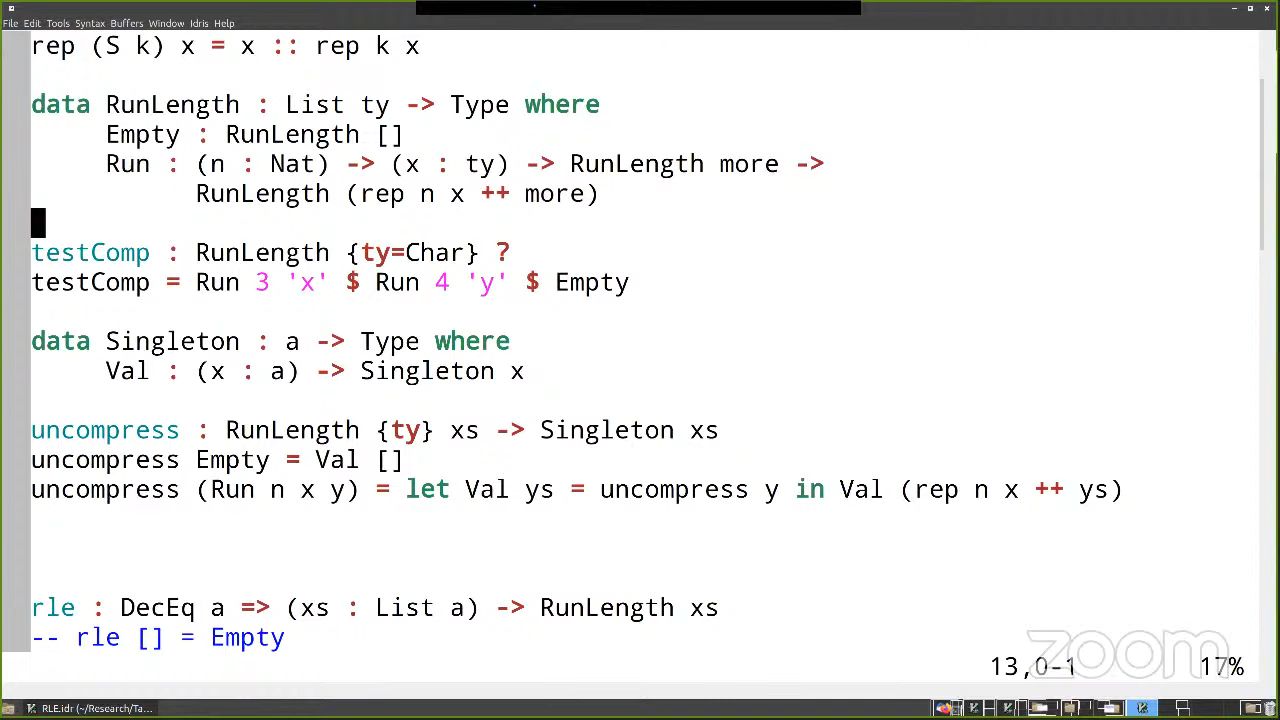 File Edit Tools Syntax Buffers Window Idris Help
rep (S k) x = x :: rep k x
data RunLength : List ty -> Type where
Empty : RunLength []
Run : (n : Nat) -> (x : ty) -> RunLength more ->
RunLength (rep n x ++ more)
testComp : RunLength {ty=Char} ?
testComp = Run 3 'x' $ Run 4 'y' $ Empty
data Singleton : a -> Type where
Val : (x : a) -> Singleton x
uncompress : RunLength {ty} xs -> Singleton xs
uncompress Empty = Val []
uncompress (Run n x y) = let Val ys = uncompress y in Val (rep n x ++ ys)
rle : DecEq a => (xs : List a) -> RunLength xs
-- rle [] = Empty
zoom
13,0-1 17%
RLE.idr (~/Research/Ta...